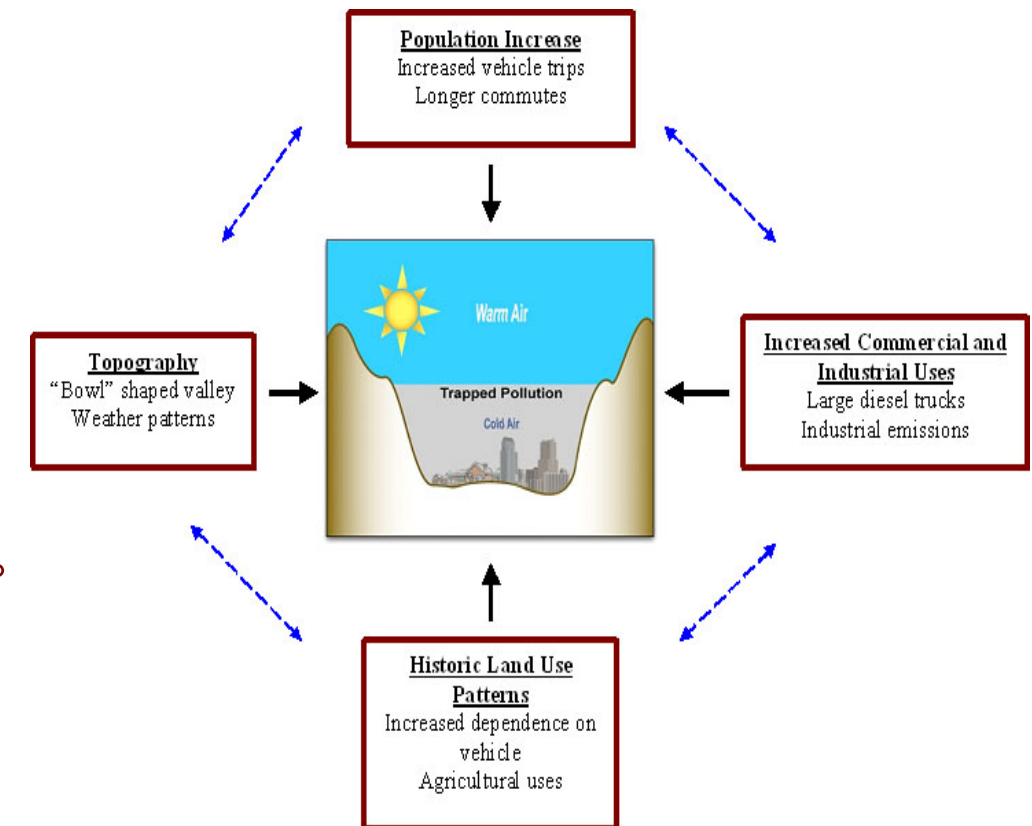 Population Increase
Increased vehicle trips
Longer commutes
Warm Air
Topography
“Bowl” shaped valley
Weather patterns
Trapped Pollution
Cold Air
Increased Commercial and
Industrial Uses
Large diesel trucks
Industrial emissions
Historic Land Use
Patterns
Increased dependence on
vehicle
Agricultural uses